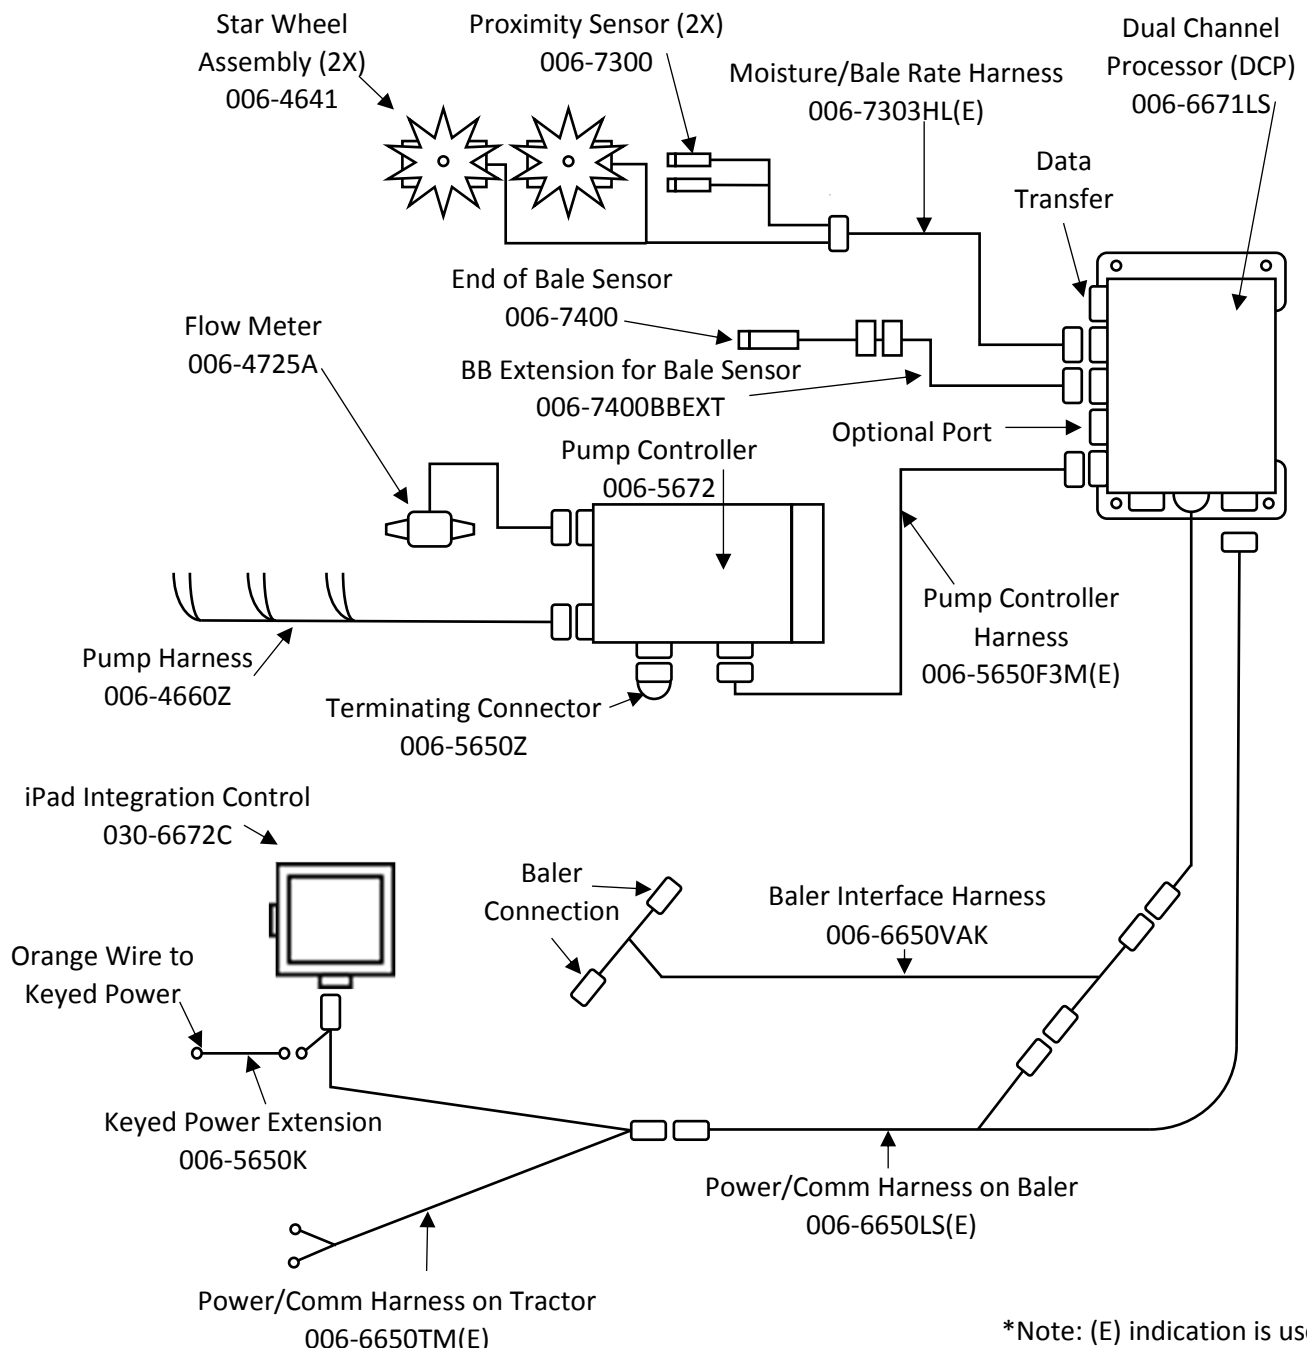 Star Wheel
Assembly (2X)
006-4641
Proximity Sensor (2X)
006-7300
Moisture/Bale Rate Harness
006-7303HL(E)
Dual Channel
Processor (DCP)
006-6671LS
Data
Transfer
End of Bale Sensor
006-7400
Flow Meter
006-4725A
BB Extension for Bale Sensor
006-7400BBEXT
Optional Port
Pump Controller
006-5672
Pump Controller
Harness
006-5650F3M(E)
Pump Harness
006-4660Z
Terminating Connector
006-5650Z
iPad Integration Control
030-6672C
Baler
Connection
Baler Interface Harness
006-6650VAK
Orange Wire to
Keyed Power
Keyed Power Extension
006-5650K
Power/Comm Harness on Baler
006-6650LS(E)
Power/Comm Harness on Tractor
006-6650TM(E)
*Note: (E) indication is